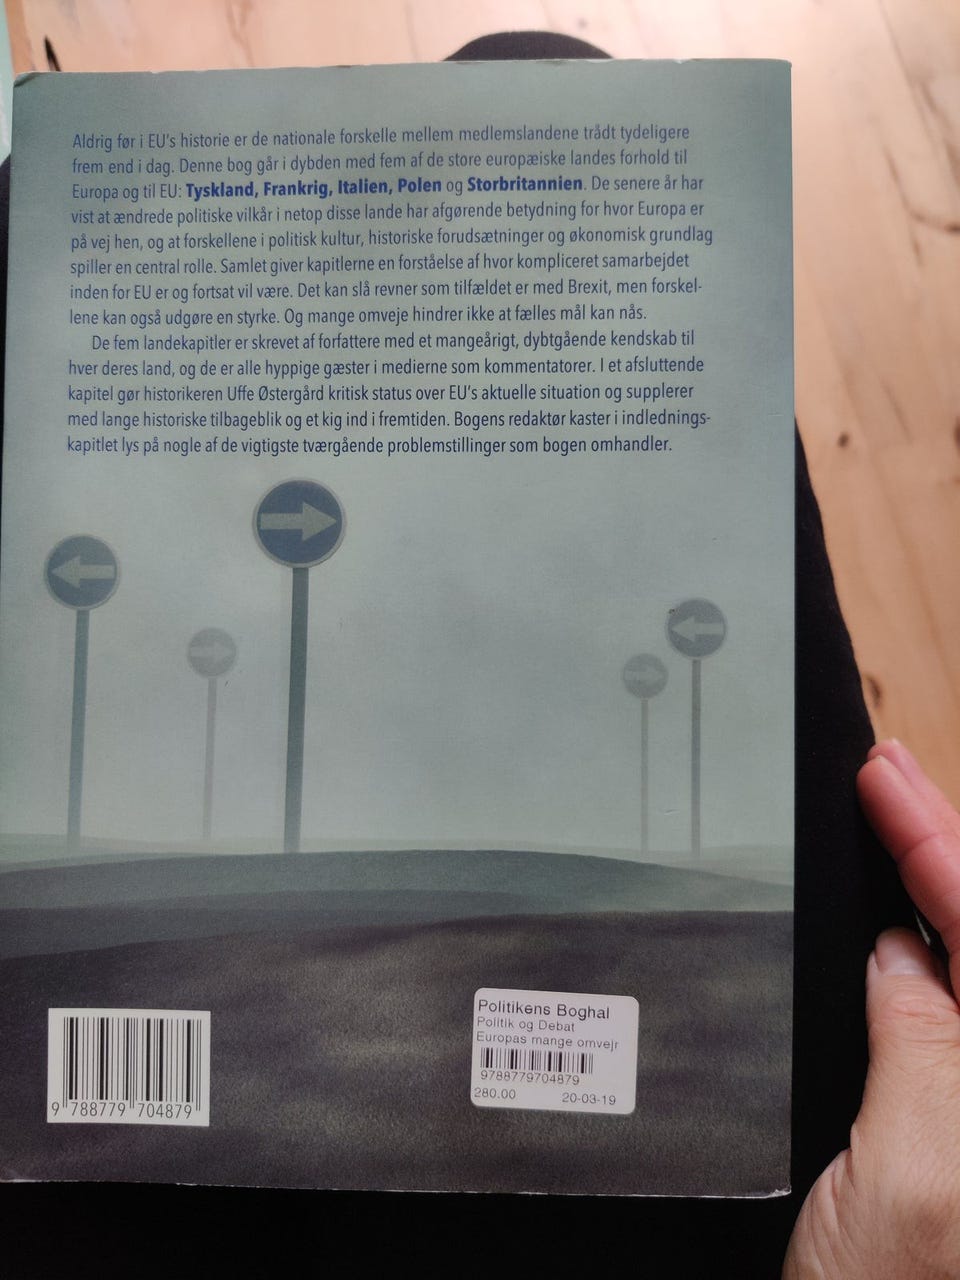 Aldrig før i EU's historie er de nationale forskelle mellem medlemslandene trådt tydeligere
frem end i dag. Denne bog går i dybden med fem af de store europæiske landes forhold til
Europa og til EU: Tyskland, Frankrig, Italien, Polen og Storbritannien. De senere år har
vist at ændrede politiske vilkår i netop disse lande har afgørende betydning for hvor Europa er
på vej hen, og at forskellene i politisk kultur, historiske forudsætninger og økonomisk grundlag
spiller en central rolle. Samlet giver kapitlerne en forståelse af hvor kompliceret samarbejdet
inden for EU er og fortsat vil være. Det kan slå revner som tilfældet er med Brexit, men forskel-
lene kan også udgøre en styrke. Og mange omveje hindrer ikke at fælles mål kan nås.
De fem landekapitler er skrevet af forfattere med et mangeårigt, dybtgående kendskab til
hver deres land, og de er alle hyppige gæster i medierne som kommentatorer. I et afsluttende
kapitel gør historikeren Uffe Østergård kritisk status over EU's aktuelle situation og supplerer
med lange historiske tilbageblik og et kig ind i fremtiden. Bogens redaktør kaster i indlednings-
kapitlet lys på nogle af de vigtigste tværgående problemstillinger som bogen omhandler.
Politikens Boghal
Politik og Debat
Europas mange omvejr
9788779704879
280.00 20-03-19
9 788779 704879